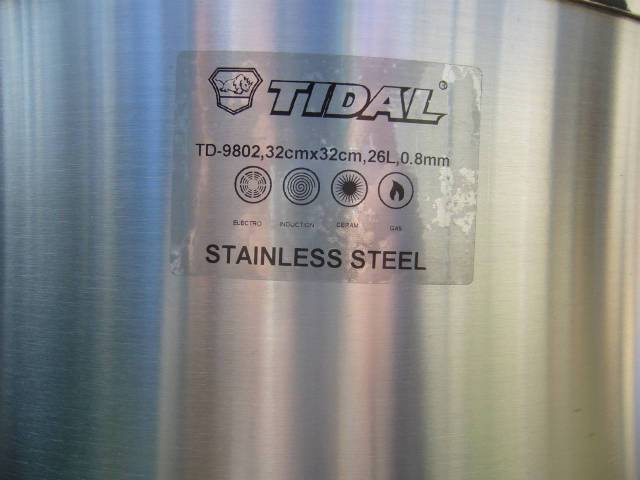 TIDAL®
TD-9802,32cmx32cm,26L,0.8mm
ELECTRO INDUCTION CERAM GAS
STAINLESS STEEL